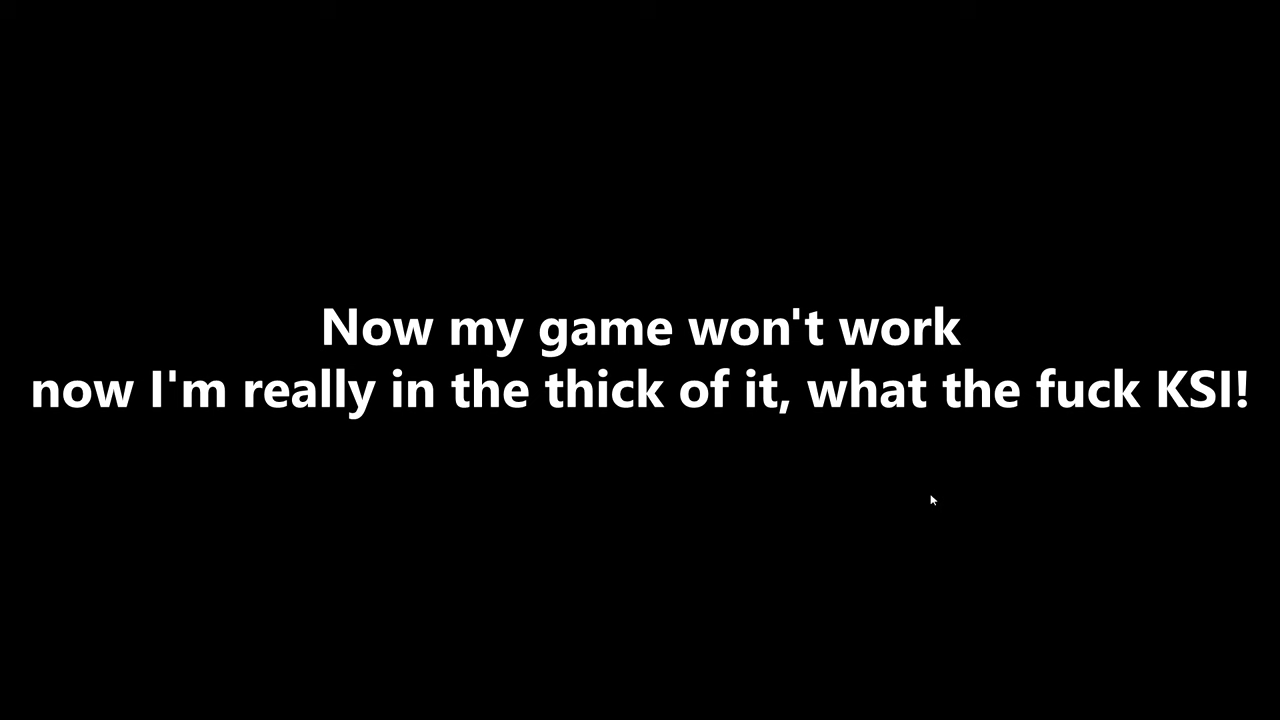 Now my game won't work
now I'm really in the thick of it, what the fuck KSI!